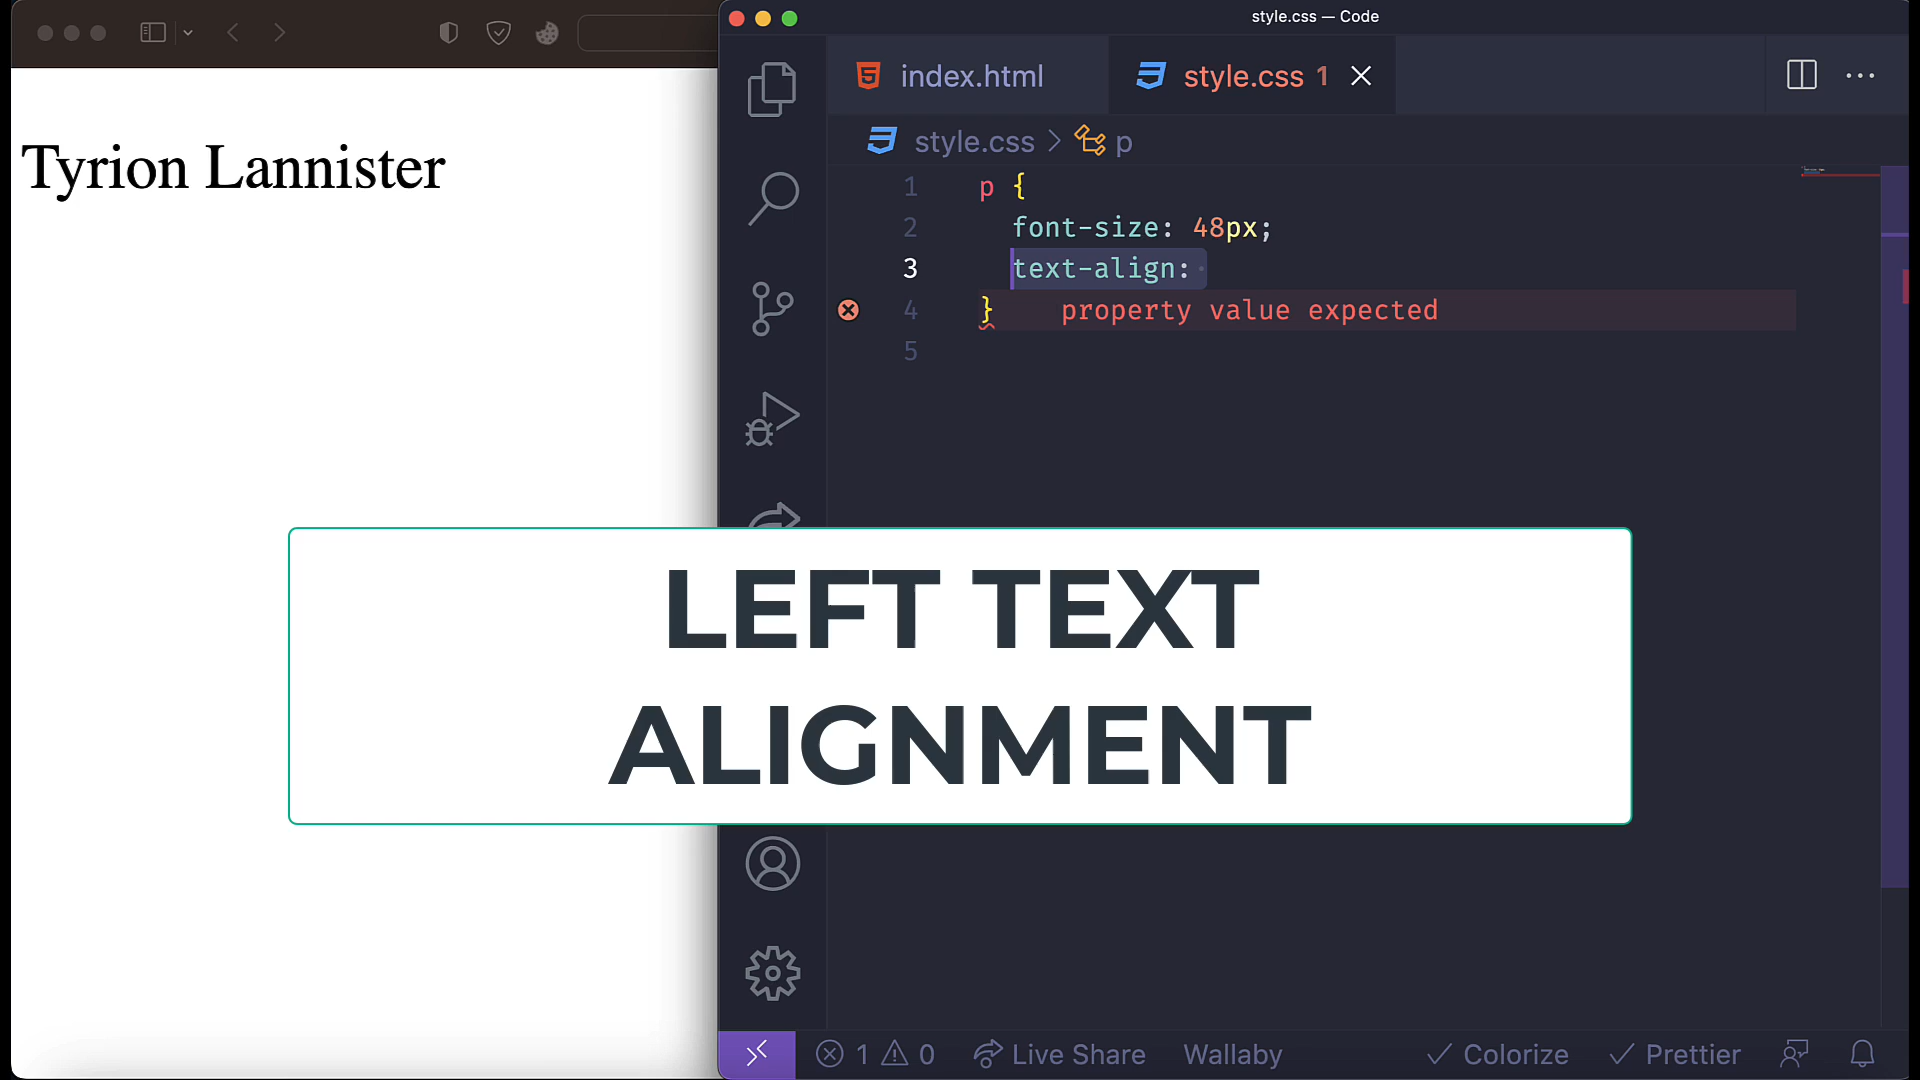 style.css — Code
index.html
style.css 1
style.css > p
Tyrion Lannister
1 p {
2 font-size: 48px;
3 text-align:
4 } property value expected
5
LEFT TEXT
ALIGNMENT
1 0 Live Share Wallaby Colorize Prettier